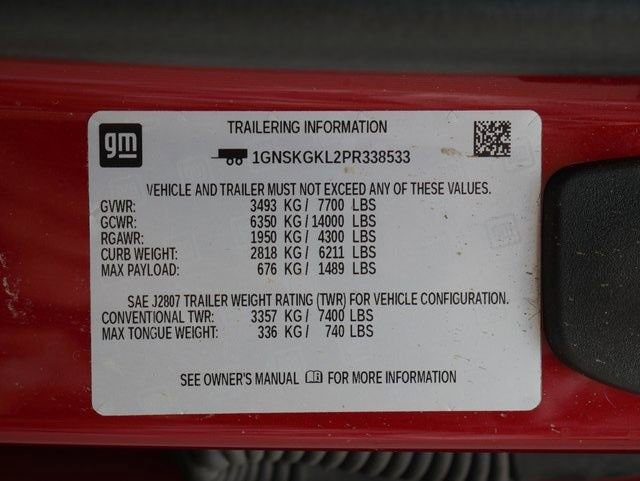 gm
TRAILERING INFORMATION
1GNSKGKL2PR338533
VEHICLE AND TRAILER MUST NOT EXCEED ANY OF THESE VALUES.
GVWR: 3493 KG / 7700 LBS
GCWR: 6350 KG / 14000 LBS
RGAWR: 1950 KG / 4300 LBS
CURB WEIGHT: 2818 KG / 6211 LBS
MAX PAYLOAD: 676 KG / 1489 LBS
SAE J2807 TRAILER WEIGHT RATING (TWR) FOR VEHICLE CONFIGURATION.
CONVENTIONAL TWR: 3357 KG / 7400 LBS
MAX TONGUE WEIGHT: 336 KG / 740 LBS
SEE OWNER'S MANUAL FOR MORE INFORMATION